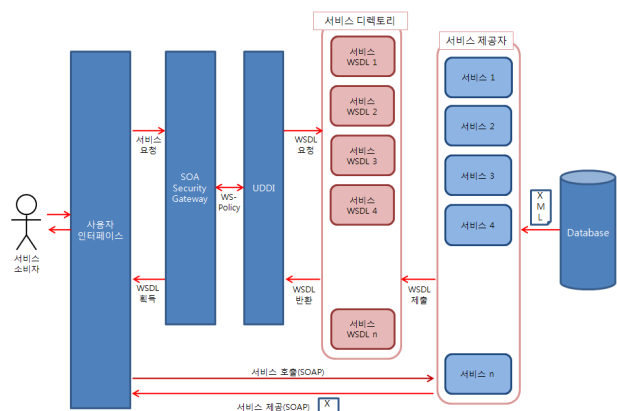 서비스 디렉토리
서비스 제공자
서비스
WSDL 1
서비스
WSDL 2
서비스
WSDL 3
서비스
WSDL 4
서비스
WSDL n
서비스 1
서비스 2
서비스 3
서비스 4
서비스 n
서비스
요청
WSDL
요청
SOA
Security
Gateway
WS-
Policy
UDDI
사용자
인터페이스
서비스
소비자
X
M
L
Database
WSDL
획득
WSDL
반환
WSDL
제출
서비스 호출(SOAP)
서비스 제공(SOAP)
X